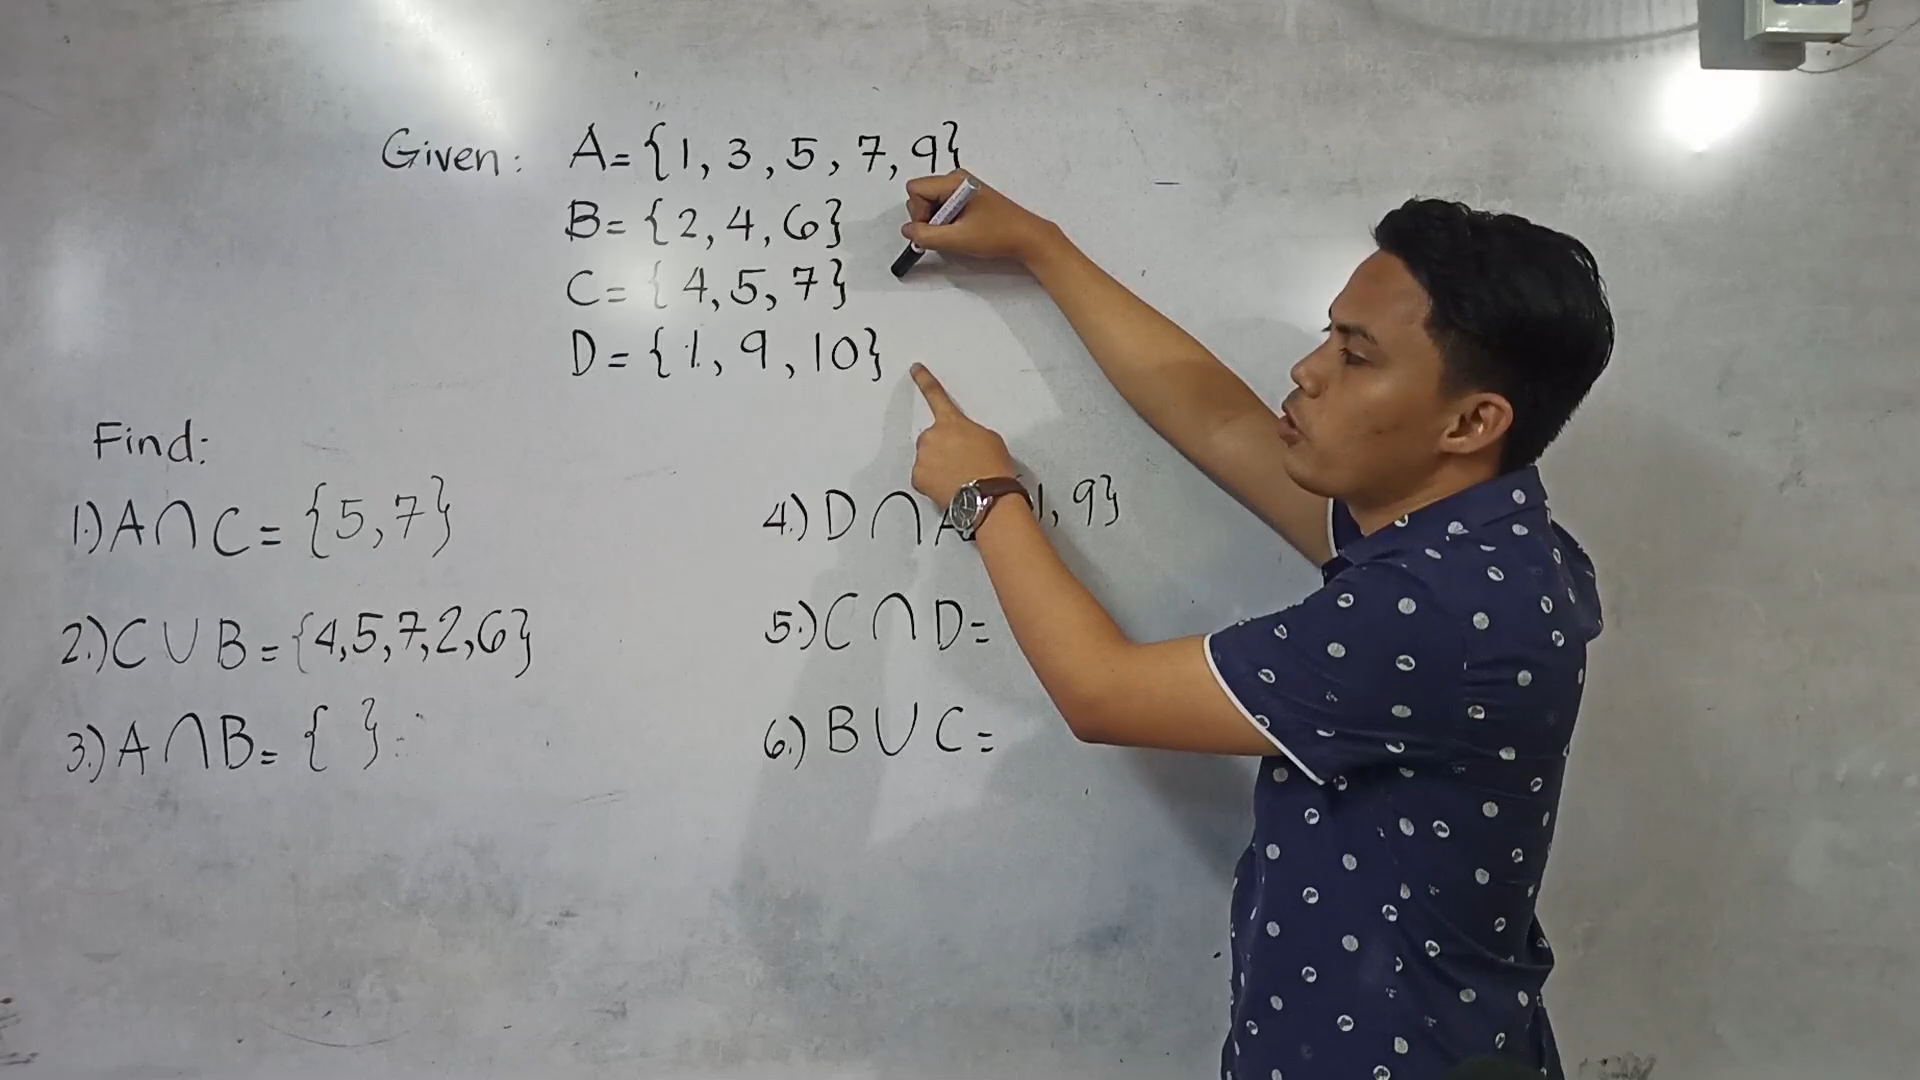 Given: A = {1, 3, 5, 7, 9}
B = {2, 4, 6}
C = {4, 5, 7}
D = {1, 9, 10}
Find:
1.) A ∩ C = {5, 7}
2.) C ∪ B = {4, 5, 7, 2, 6}
3.) A ∩ B = { }
4.) D ∩ A 1, 9}
5.) C ∩ D =
6.) B ∪ C =